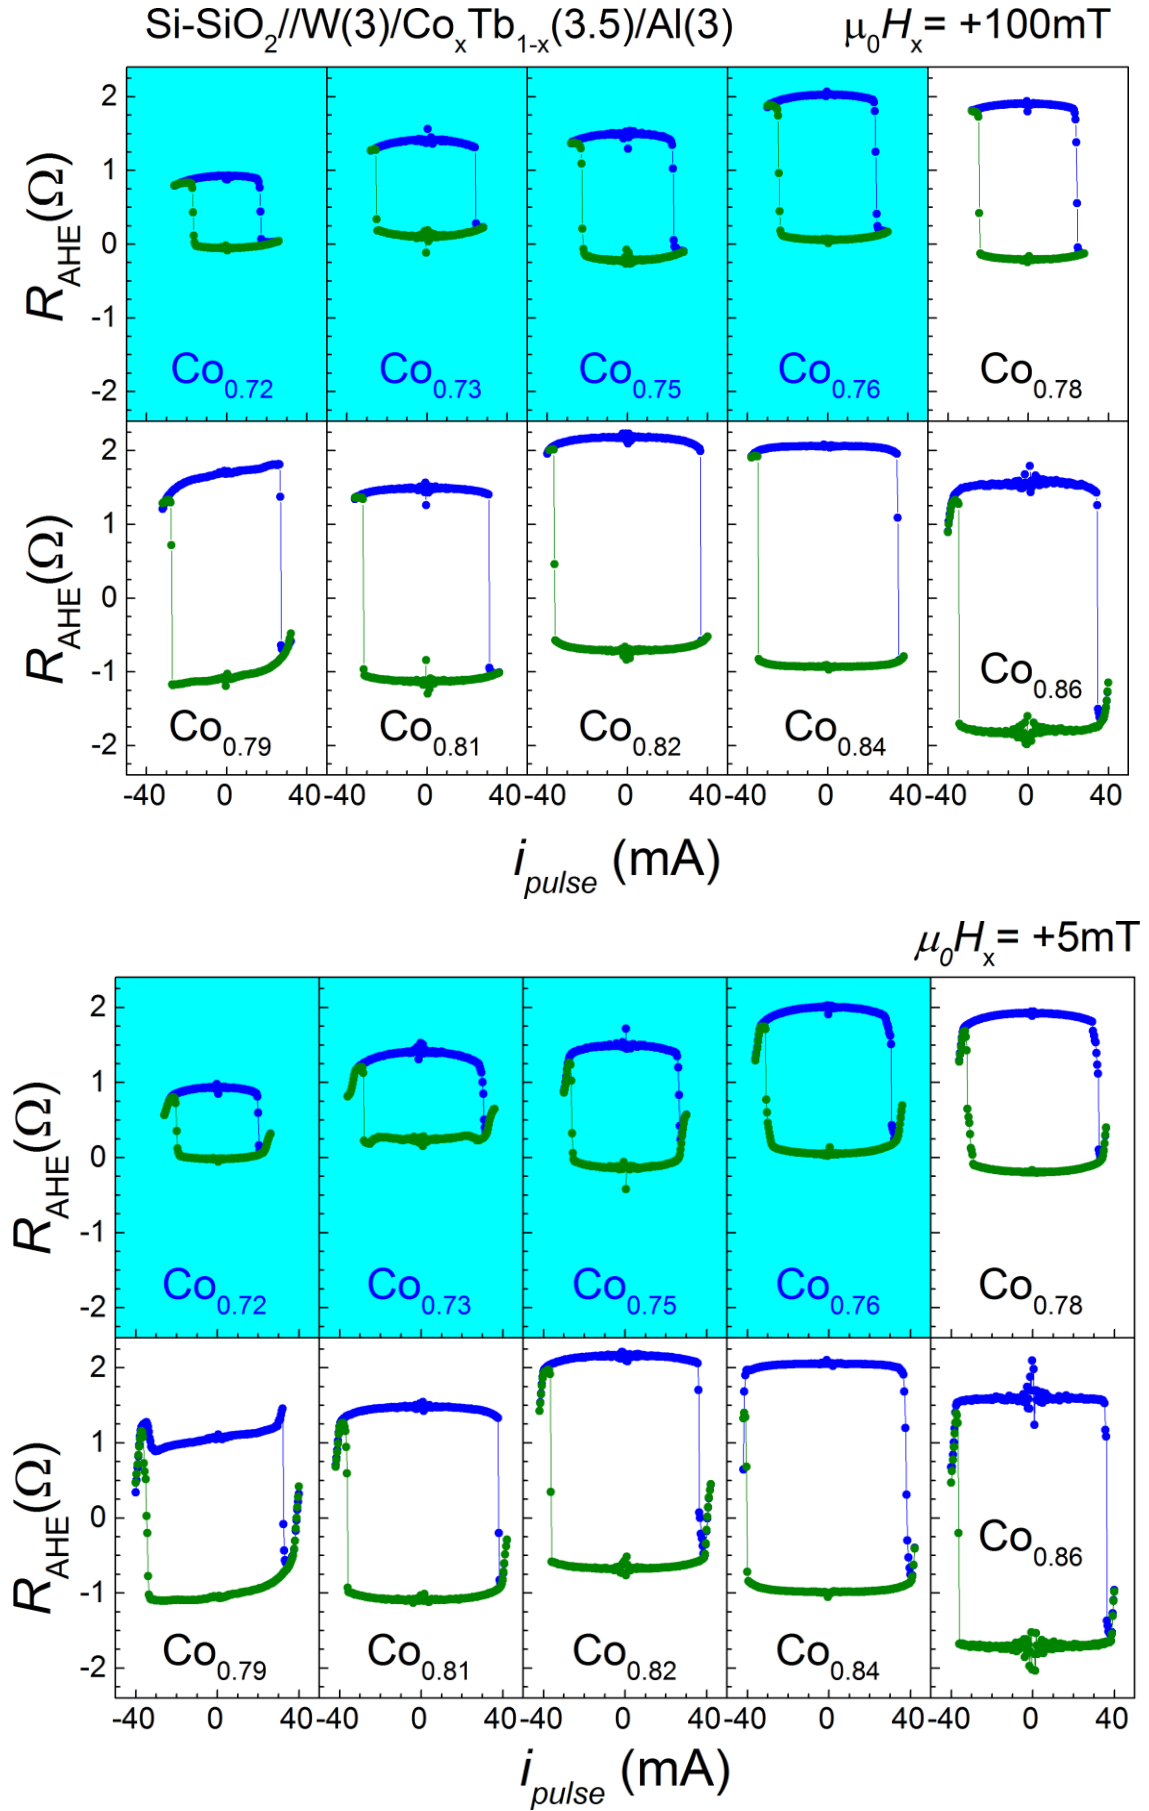 Si-SiO2//W(3)/CoxTb1-x(3.5)/Al(3) μ0Hx= +100mT
2
1
0
-1
-2
RAHE(Ω)
Co0.72 Co0.73 Co0.75 Co0.76 Co0.78
2
1
0
-1
-2
RAHE(Ω)
Co0.79 Co0.81 Co0.82 Co0.84 Co0.86
-40 0 40-40 0 40-40 0 40-40 0 40-40 0 40
ipulse (mA)
μ0Hx= +5mT
2
1
0
-1
-2
RAHE(Ω)
Co0.72 Co0.73 Co0.75 Co0.76 Co0.78
2
1
0
-1
-2
RAHE(Ω)
Co0.79 Co0.81 Co0.82 Co0.84 Co0.86
-40 0 40-40 0 40-40 0 40-40 0 40-40 0 40
ipulse (mA)